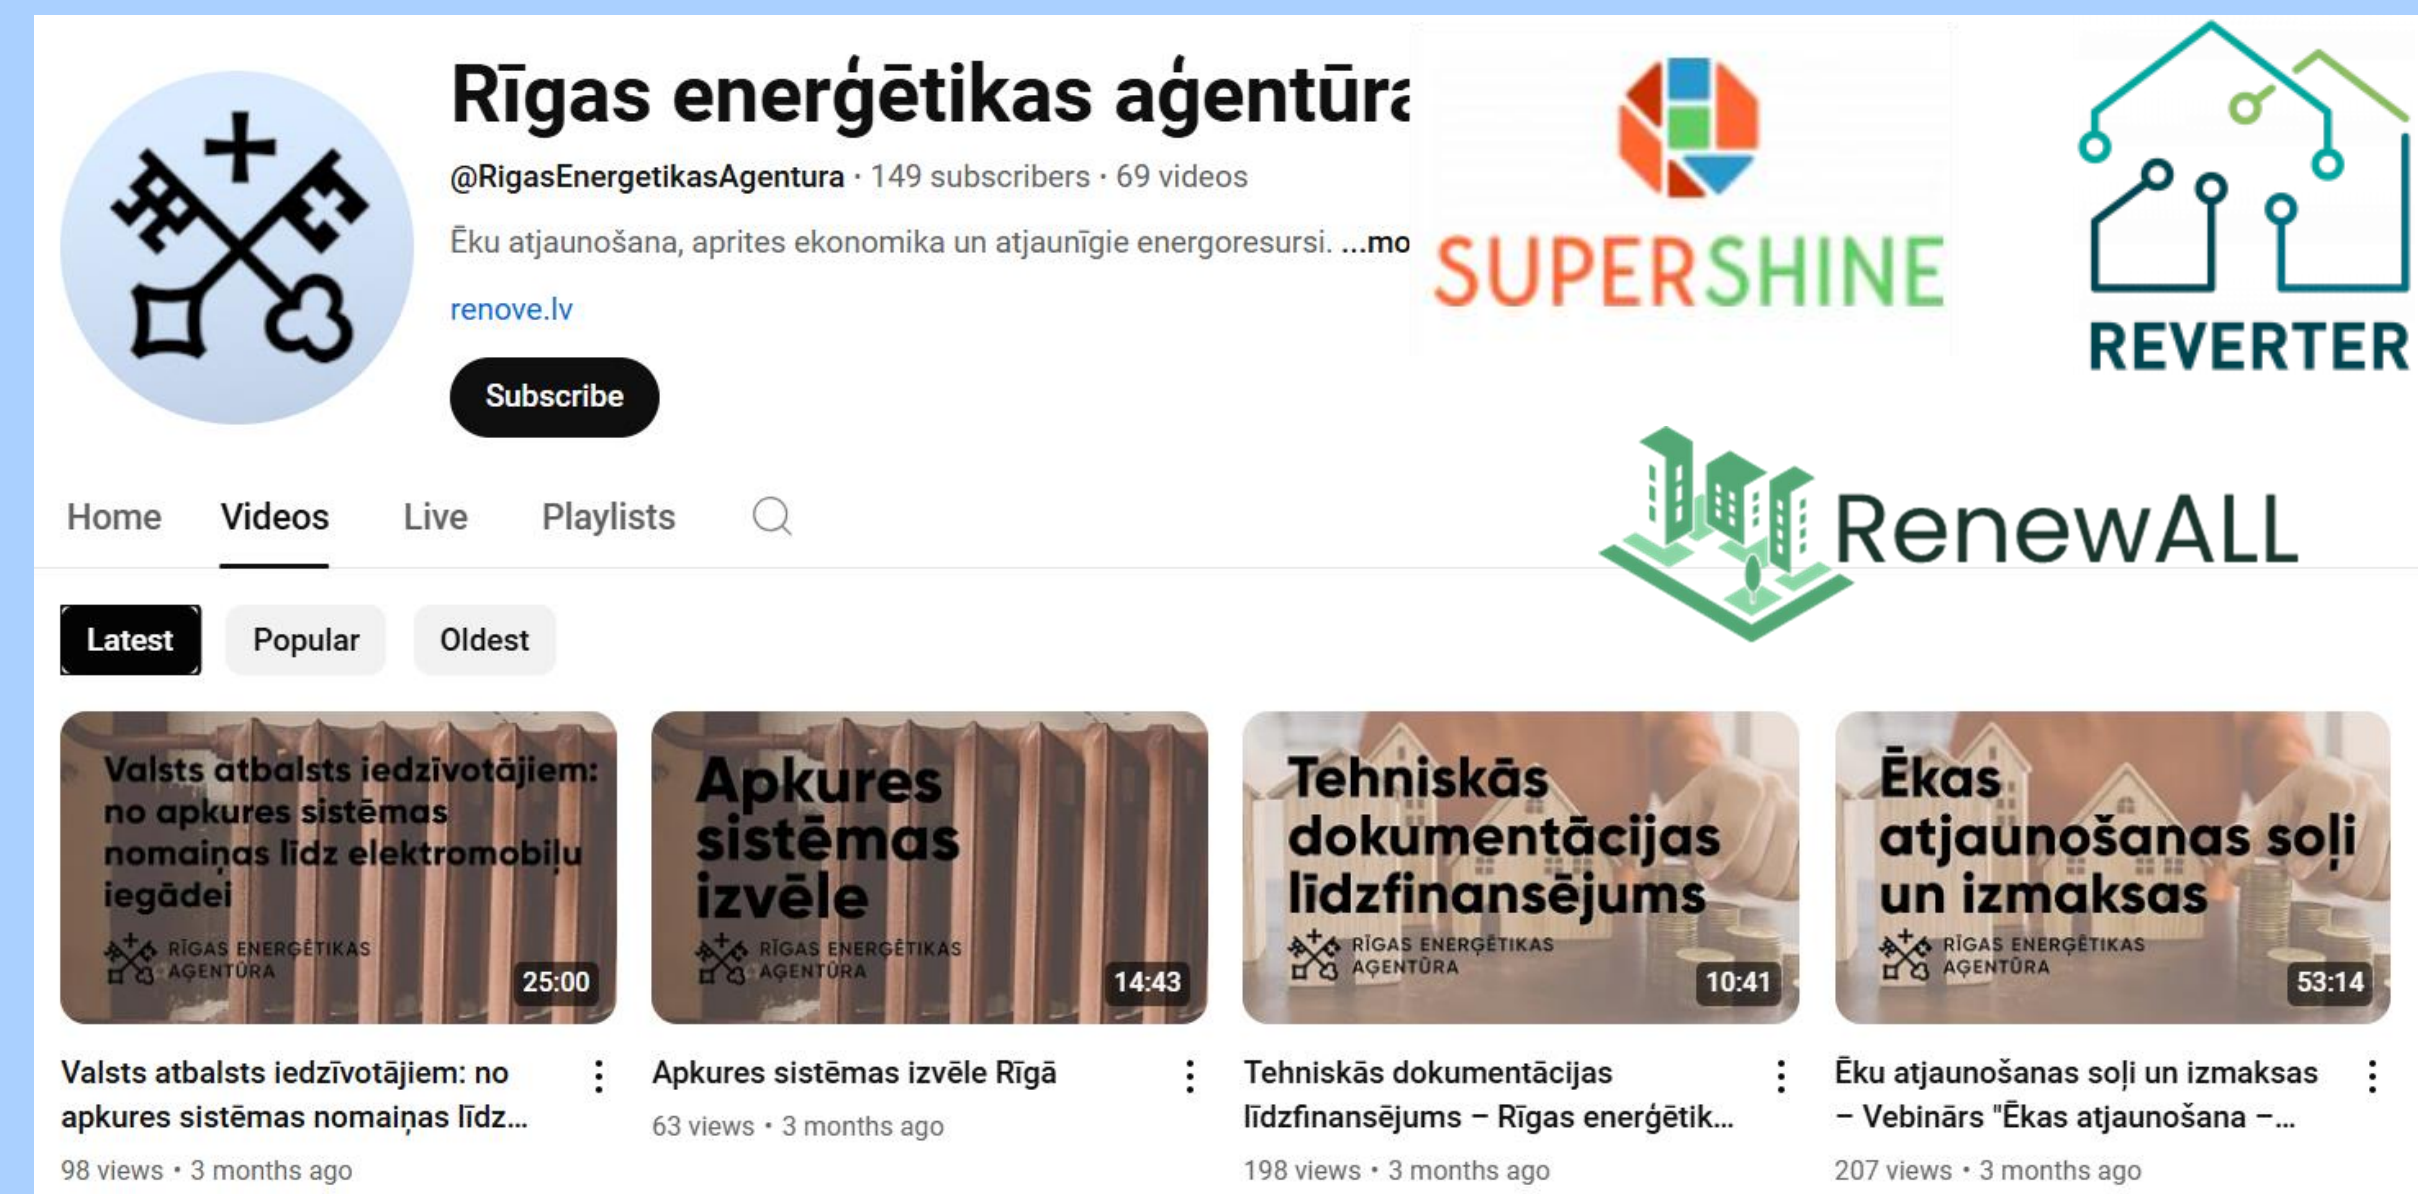 Rīgas enerģētikas aģentūra
@RigasEnergetikasAgentura · 149 subscribers · 69 videos
Ēku atjaunošana, aprites ekonomika un atjaunīgie energoresursi. ...mo
renove.lv
Subscribe
SUPERSHINE
REVERTER
RenewALL
Home Videos Live Playlists
Latest Popular Oldest
Valsts atbalsts iedzīvotājiem:
no apkures sistēmas
nomaiņas līdz elektromobiļu
iegādei
RĪGAS ENERĢĒTIKAS
AĢENTŪRA
25:00
Apkures
sistēmas
izvēle
RĪGAS ENERĢĒTIKAS
AĢENTŪRA
14:43
Tehniskās
dokumentācijas
līdzfinansējums
RĪGAS ENERĢĒTIKAS
AĢENTŪRA
10:41
Ēkas
atjaunošanas soļi
un izmaksas
RĪGAS ENERĢĒTIKAS
AĢENTŪRA
53:14
Valsts atbalsts iedzīvotājiem: no
apkures sistēmas nomaiņas līdz...
98 views • 3 months ago
Apkures sistēmas izvēle Rīgā
63 views • 3 months ago
Tehniskās dokumentācijas
līdzfinansējums – Rīgas enerģētik...
198 views • 3 months ago
Ēku atjaunošanas soļi un izmaksas
– Vebinārs "Ēkas atjaunošana –...
207 views • 3 months ago